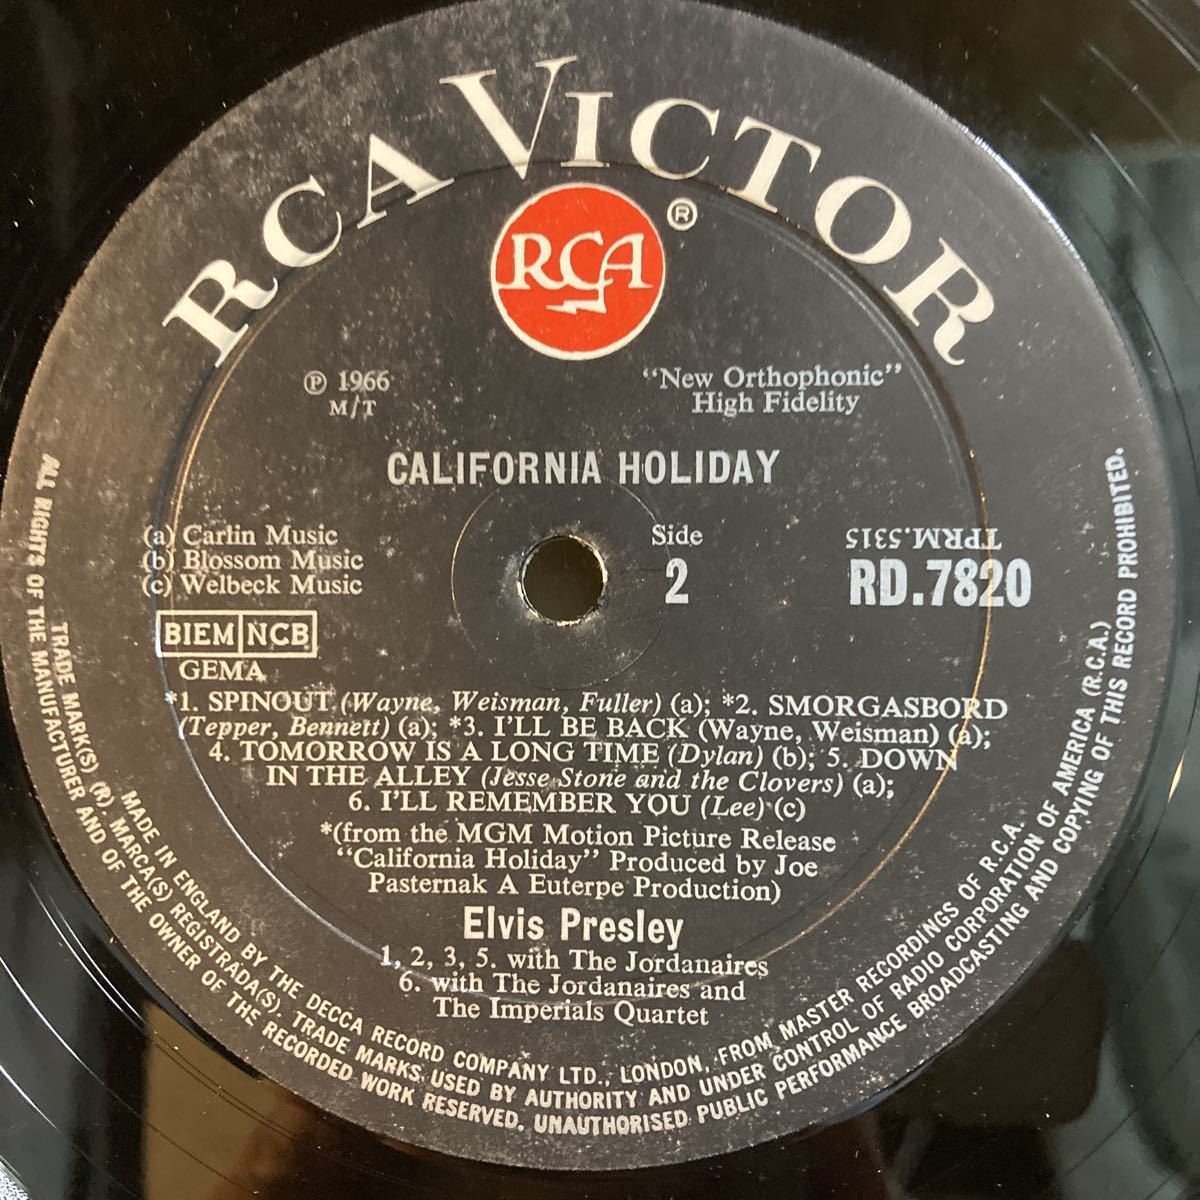 RCA VICTOR
RCA
®
℗ 1966
M/T
"New Orthophonic"
High Fidelity
CALIFORNIA HOLIDAY
(a) Carlin Music
(b) Blossom Music
(c) Welbeck Music
BIEM NCB
GEMA
Side
2
TPRM.5315
RD.7820
*1. SPINOUT (Wayne, Weisman, Fuller) (a); *2. SMORGASBORD
(Tepper, Bennett) (a); *3. I'LL BE BACK (Wayne, Weisman) (a);
4. TOMORROW IS A LONG TIME (Dylan) (b); 5. DOWN
IN THE ALLEY (Jesse Stone and the Clovers) (a);
6. I'LL REMEMBER YOU (Lee) (c)
*(from the MGM Motion Picture Release
"California Holiday" Produced by Joe
Pasternak A Euterpe Production)
Elvis Presley
1, 2, 3, 5. with The Jordanaires
6. with The Jordanaires and
The Imperials Quartet
MADE IN ENGLAND BY THE DECCA RECORD COMPANY LTD., LONDON, FROM MASTER RECORDINGS OF R.C.A.
TRADE MARK(S) (R). MARCA(S) REGISTRADA(S). TRADE MARKS USED BY AUTHORITY AND UNDER CONTROL OF RADIO CORPORATION OF AMERICA (R.C.A.)
ALL RIGHTS OF THE MANUFACTURER AND OF THE OWNER OF THE RECORDED WORK RESERVED. UNAUTHORISED PUBLIC PERFORMANCE BROADCASTING AND COPYING OF THIS RECORD PROHIBITED.